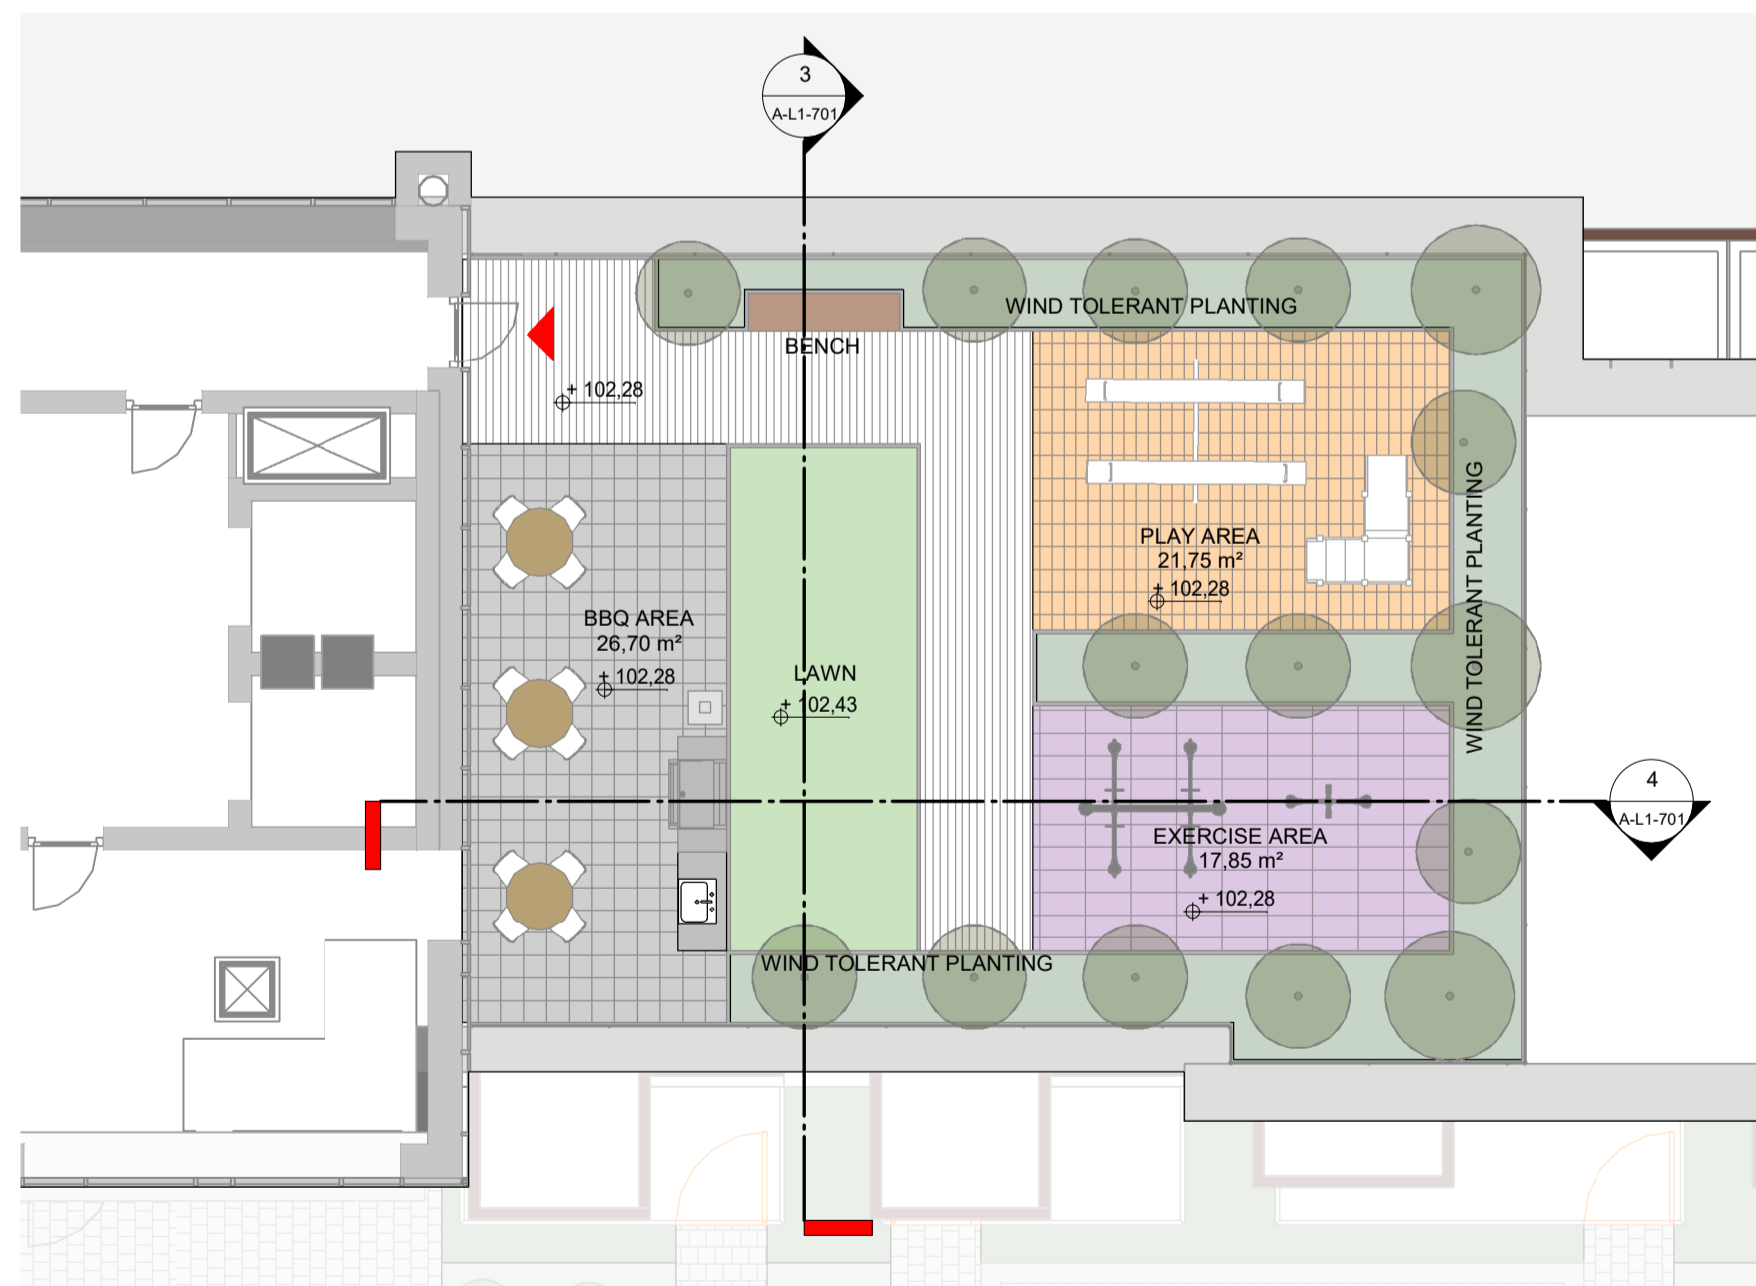 3
A-L1-701
WIND TOLERANT PLANTING
BENCH
+ 102,28
PLAY AREA
21,75 m²
+ 102,28
WIND TOLERANT PLANTING
BBQ AREA
26,70 m²
+ 102,28
LAWN
+ 102,43
4
A-L1-701
EXERCISE AREA
17,85 m²
+ 102,28
WIND TOLERANT PLANTING